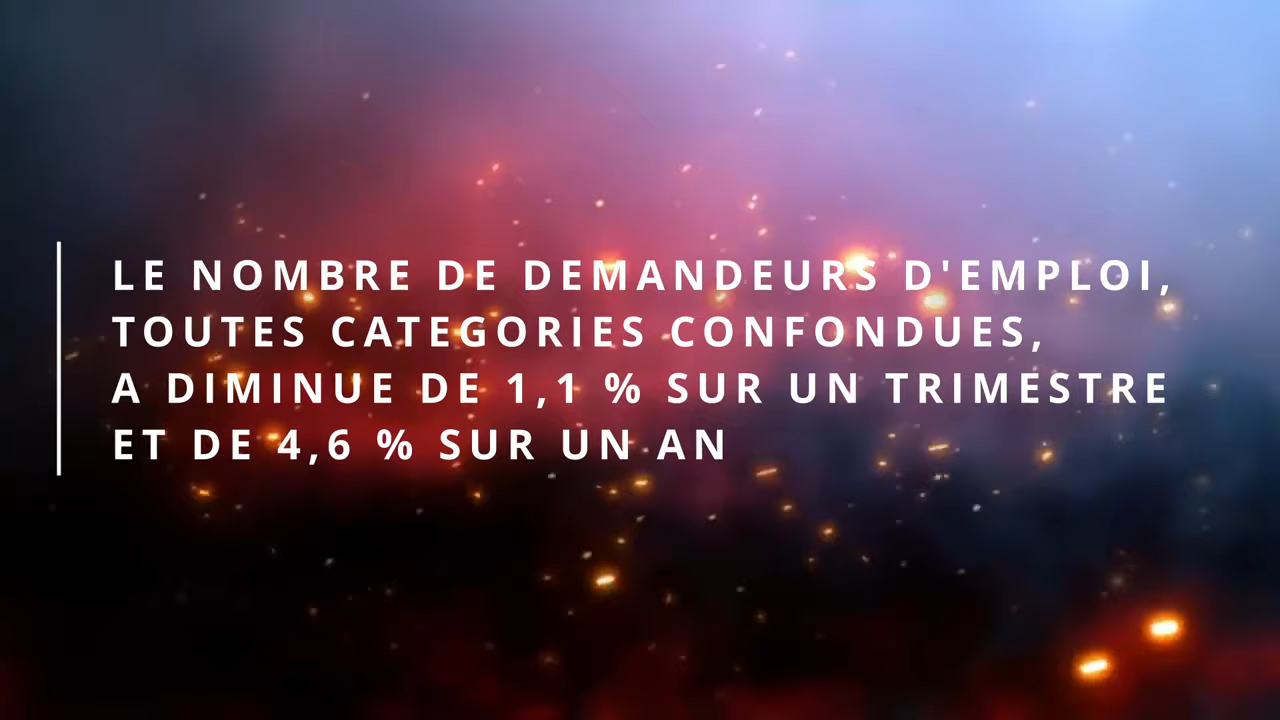 LE NOMBRE DE DEMANDEURS D'EMPLOI,
TOUTES CATEGORIES CONFONDUES,
A DIMINUE DE 1,1 % SUR UN TRIMESTRE
ET DE 4,6 % SUR UN AN